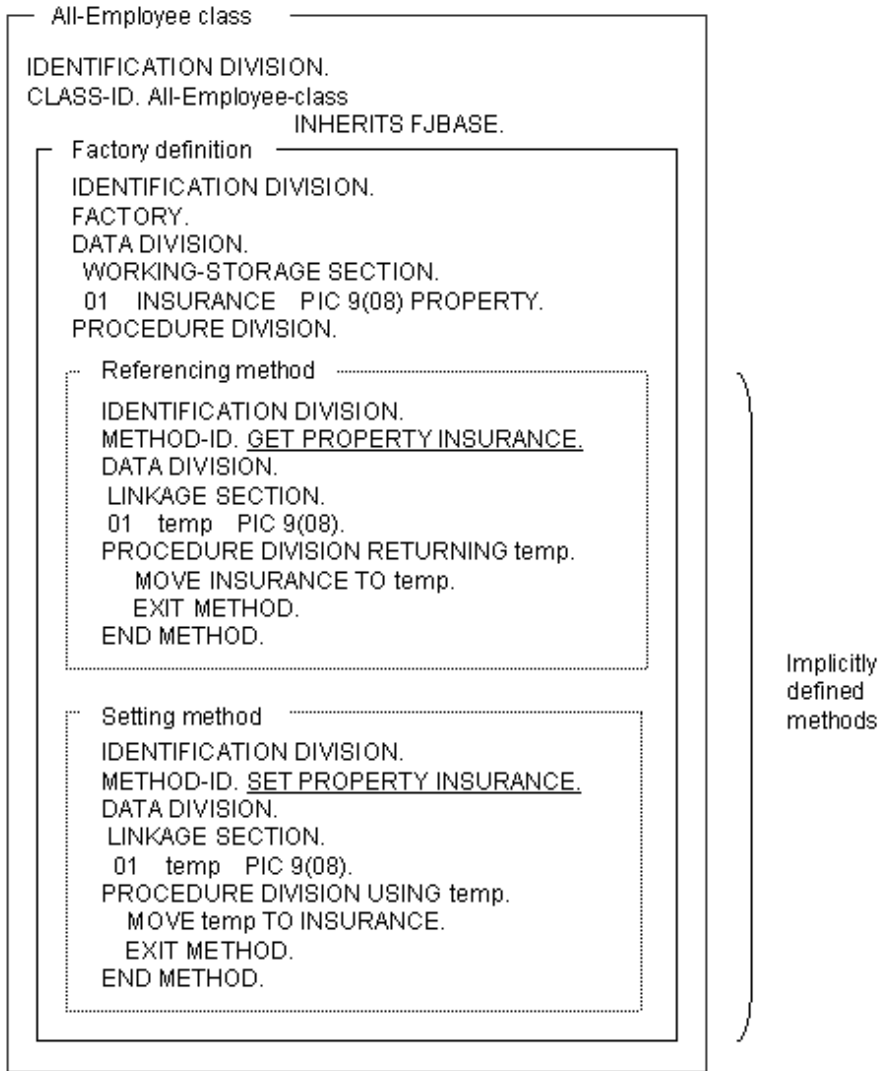 All-Employee class
IDENTIFICATION DIVISION.
CLASS-ID. All-Employee-class
INHERITS FJBASE.
Factory definition
IDENTIFICATION DIVISION.
FACTORY.
DATA DIVISION.
WORKING-STORAGE SECTION.
01 INSURANCE PIC 9(08) PROPERTY.
PROCEDURE DIVISION.
Referencing method
IDENTIFICATION DIVISION.
METHOD-ID. GET PROPERTY INSURANCE.
DATA DIVISION.
LINKAGE SECTION.
01 temp PIC 9(08).
PROCEDURE DIVISION RETURNING temp.
MOVE INSURANCE TO temp.
EXIT METHOD.
END METHOD.
Setting method
IDENTIFICATION DIVISION.
METHOD-ID. SET PROPERTY INSURANCE.
DATA DIVISION.
LINKAGE SECTION.
01 temp PIC 9(08).
PROCEDURE DIVISION USING temp.
MOVE temp TO INSURANCE.
EXIT METHOD.
END METHOD.
Implicitly
defined
methods